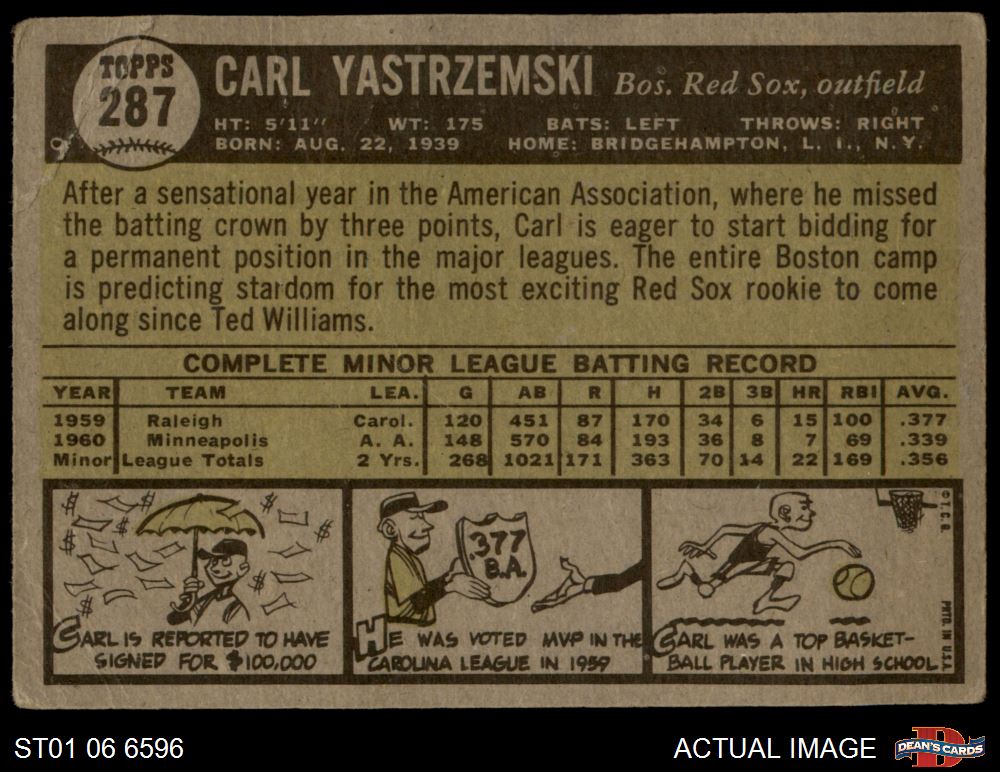 TOPPS
287
CARL YASTRZEMSKI Bos. Red Sox, outfield
HT: 5'11" WT: 175 BATS: LEFT THROWS: RIGHT
BORN: AUG. 22, 1939 HOME: BRIDGEHAMPTON, L. I., N. Y.
After a sensational year in the American Association, where he missed
the batting crown by three points, Carl is eager to start bidding for
a permanent position in the major leagues. The entire Boston camp
is predicting stardom for the most exciting Red Sox rookie to come
along since Ted Williams.
COMPLETE MINOR LEAGUE BATTING RECORD
YEAR TEAM LEA. G AB R H 2B 3B HR RBI AVG.
1959 Raleigh Carol. 120 451 87 170 34 6 15 100 .377
1960 Minneapolis A. A. 148 570 84 193 36 8 7 69 .339
Minor League Totals 2 Yrs. 268 1021 171 363 70 14 22 169 .356
$ $ $ $ $ $
CARL IS REPORTED TO HAVE
SIGNED FOR $100,000
.377
B.A.
HE WAS VOTED MVP IN THE
CAROLINA LEAGUE IN 1959
CARL WAS A TOP BASKET-
BALL PLAYER IN HIGH SCHOOL
© T.C.G.
PRTD. IN U.S.A.
ST01 06 6596
ACTUAL IMAGE
DEAN'S CARDS